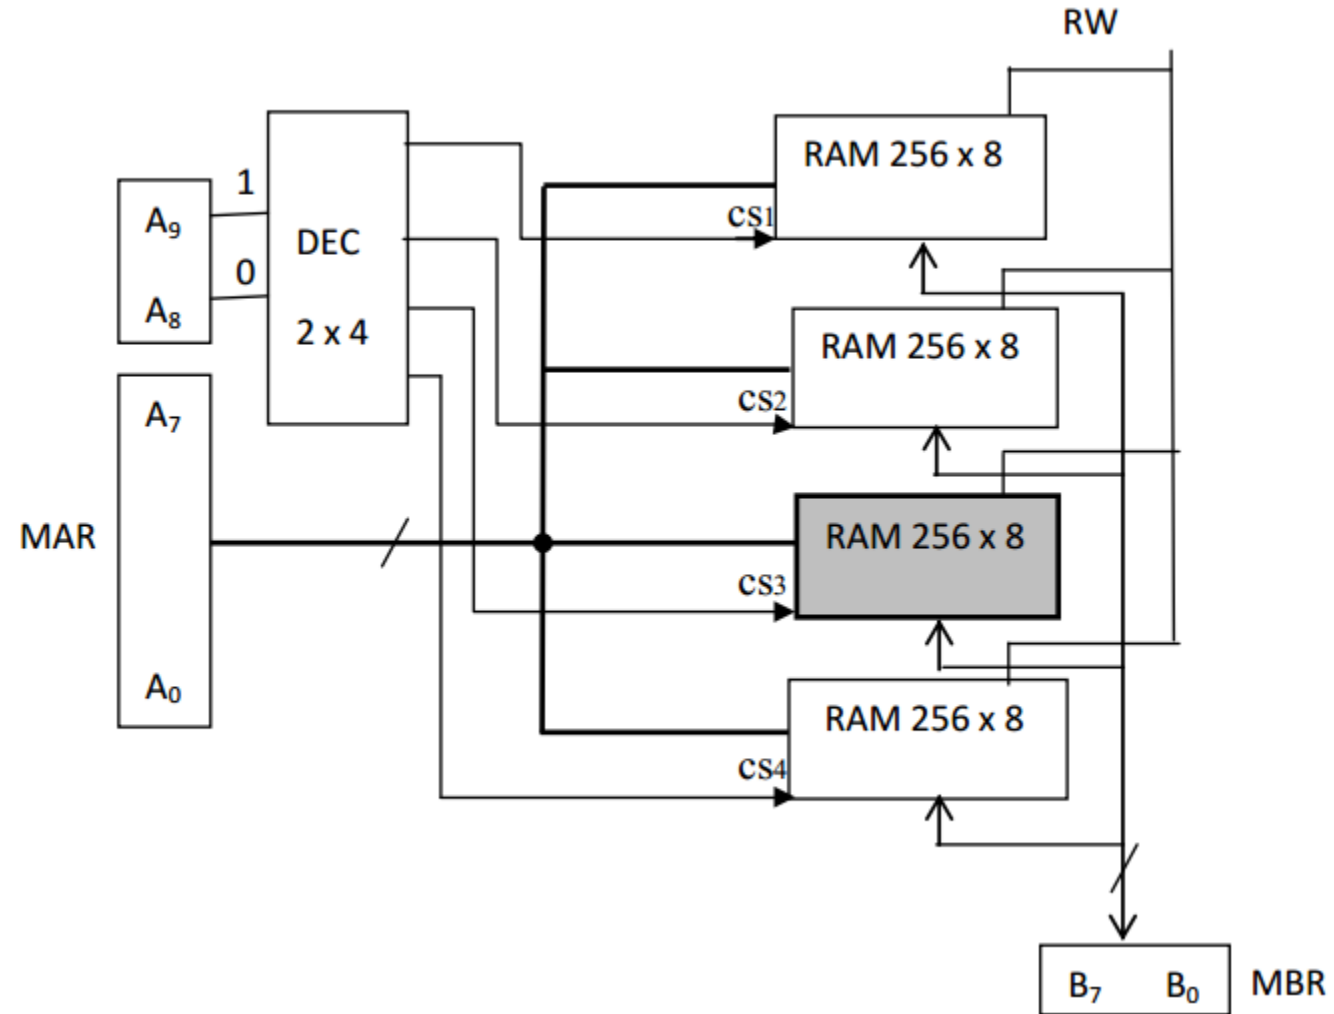 RW
RAM 256 x 8
1
A₉
CS1
DEC
0
A₈
2 x 4
RAM 256 x 8
CS2
A₇
MAR
RAM 256 x 8
CS3
A₀
RAM 256 x 8
CS4
B₇ B₀
MBR